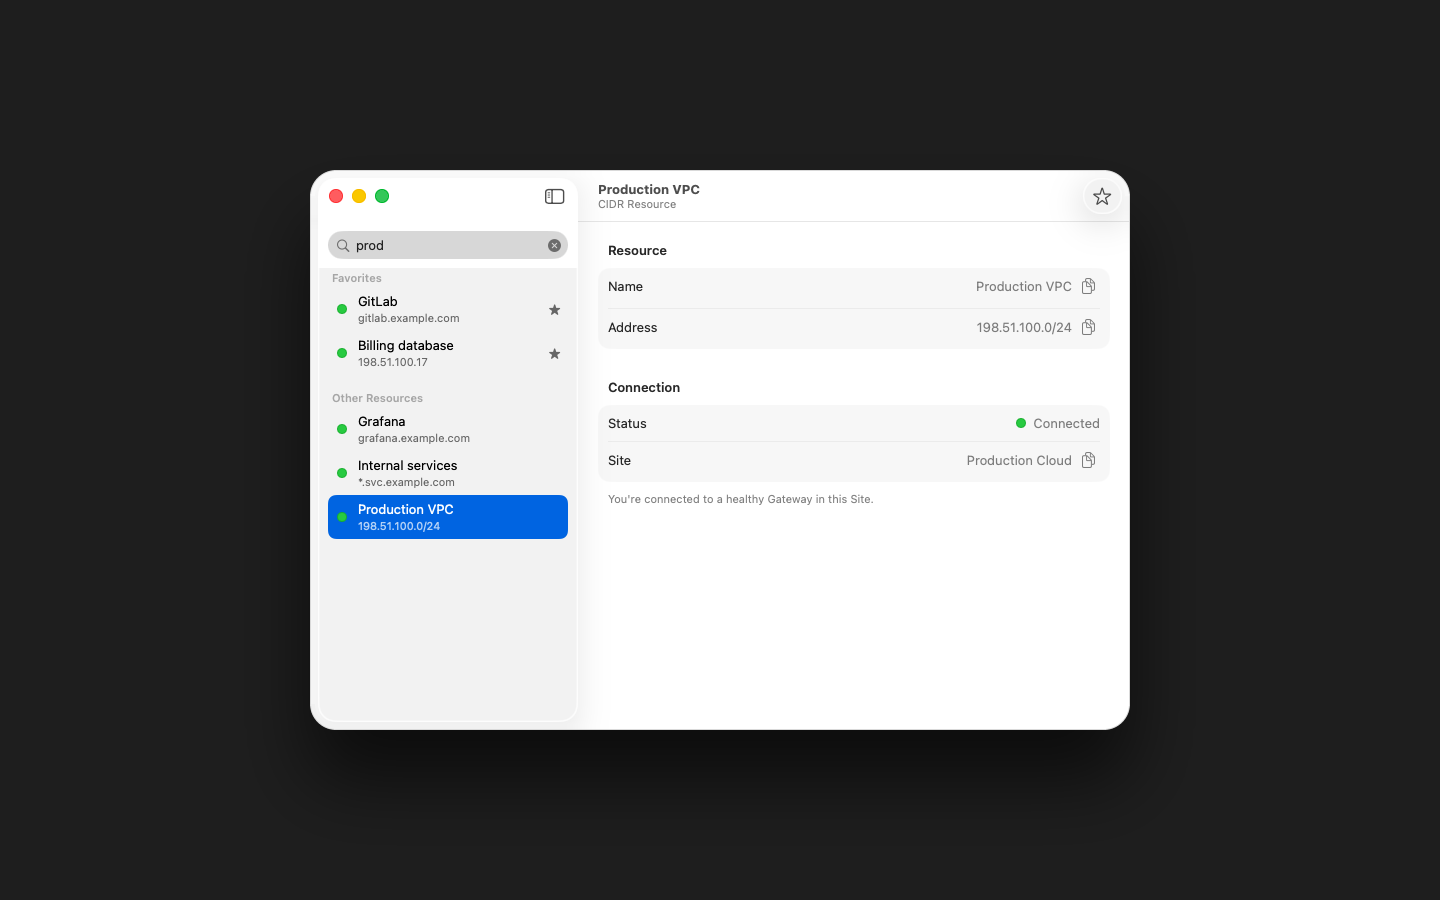 prod
Favorites
GitLab
gitlab.example.com
Billing database
198.51.100.17
Other Resources
Grafana
grafana.example.com
Internal services
*.svc.example.com
Production VPC
198.51.100.0/24
Production VPC
CIDR Resource
Resource
Name Production VPC
Address 198.51.100.0/24
Connection
Status Connected
Site Production Cloud
You're connected to a healthy Gateway in this Site.